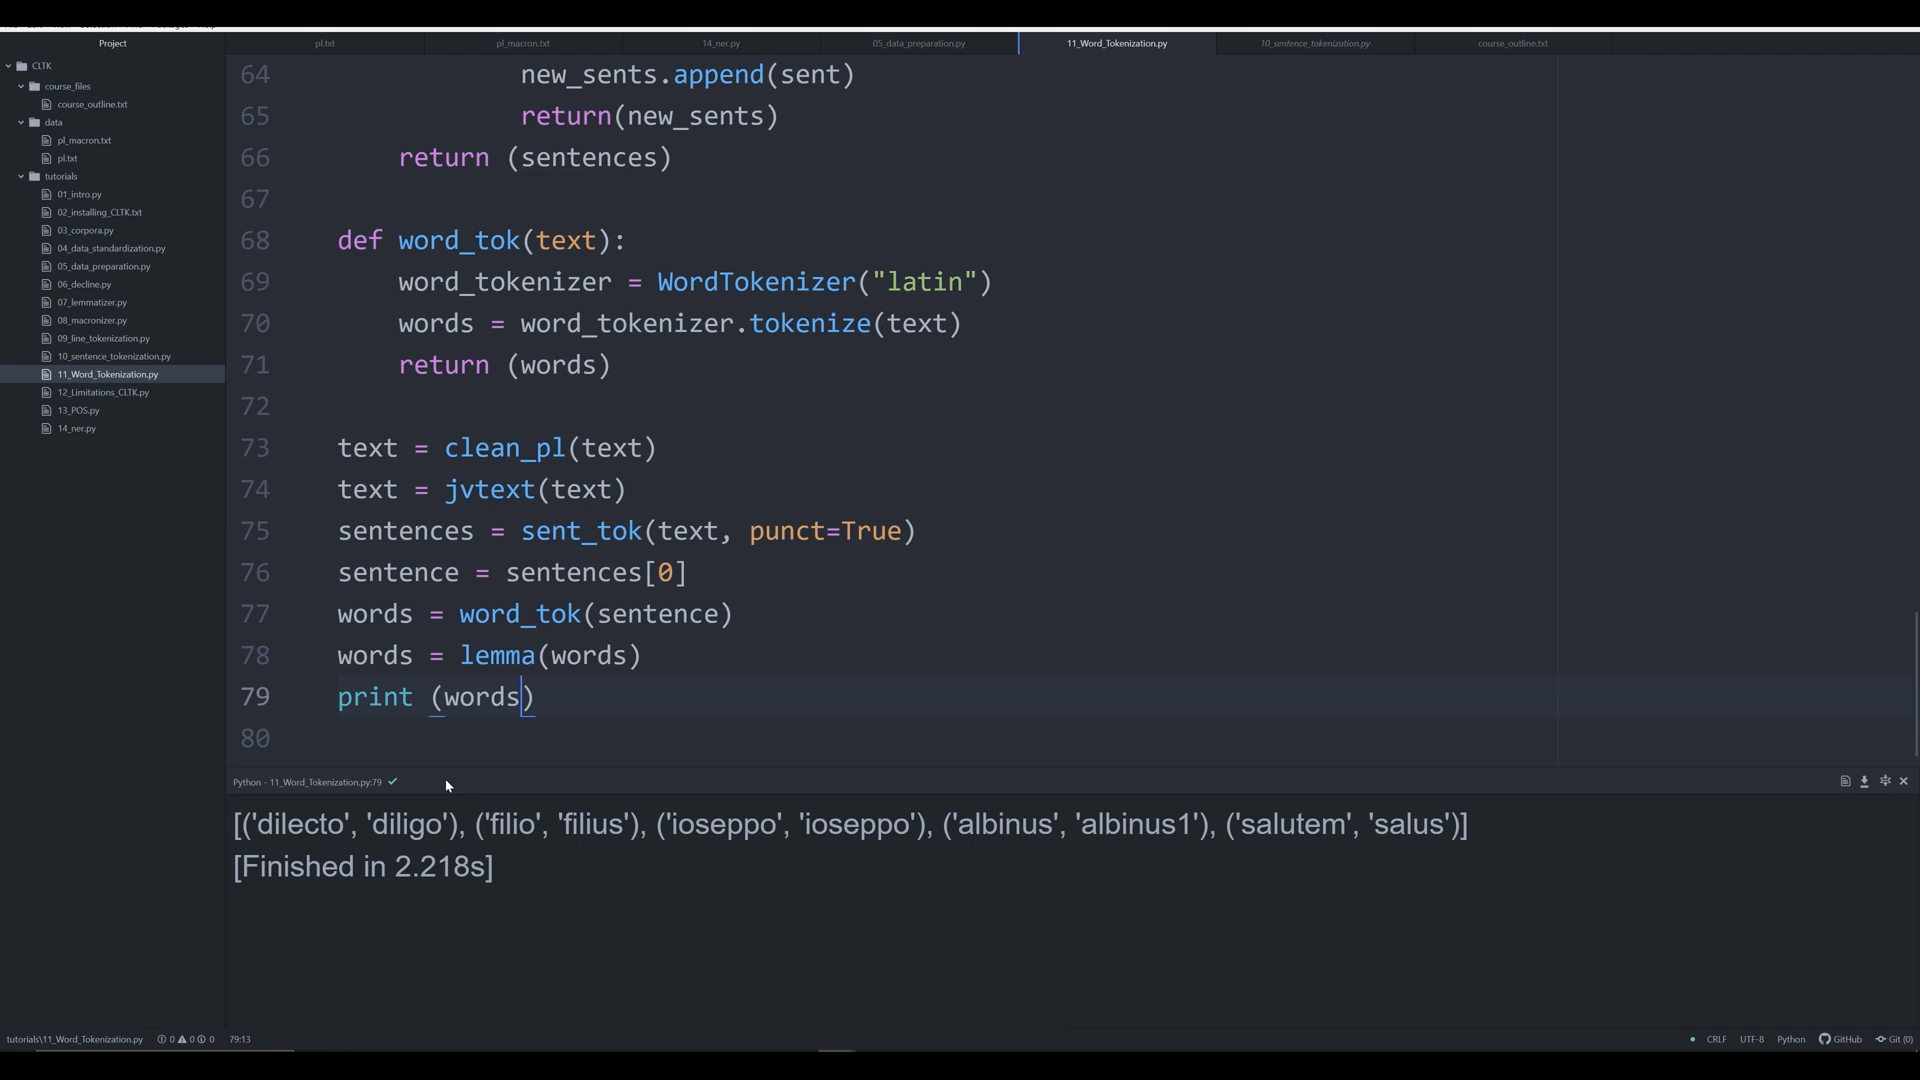 Project
pl.txt
pl_macron.txt
14_ner.py
05_data_preparation.py
11_Word_Tokenization.py
10_sentence_tokenization.py
course_outline.txt
CLTK
course_files
course_outline.txt
data
pl_macron.txt
pl.txt
tutorials
01_intro.py
02_installing_CLTK.txt
03_corpora.py
04_data_standardization.py
05_data_preparation.py
06_decline.py
07_lemmatizer.py
08_macronizer.py
09_line_tokenization.py
10_sentence_tokenization.py
11_Word_Tokenization.py
12_Limitations_CLTK.py
13_POS.py
14_ner.py
64 new_sents.append(sent)
65 return(new_sents)
66 return (sentences)
67
68 def word_tok(text):
69 word_tokenizer = WordTokenizer("latin")
70 words = word_tokenizer.tokenize(text)
71 return (words)
72
73 text = clean_pl(text)
74 text = jvtext(text)
75 sentences = sent_tok(text, punct=True)
76 sentence = sentences[0]
77 words = word_tok(sentence)
78 words = lemma(words)
79 print (words)
80
Python - 11_Word_Tokenization.py:79
[('dilecto', 'diligo'), ('filio', 'filius'), ('ioseppo', 'ioseppo'), ('albinus', 'albinus1'), ('salutem', 'salus')]
[Finished in 2.218s]
tutorials\11_Word_Tokenization.py 0 0 0 79:13
CRLF UTF-8 Python GitHub Git (0)